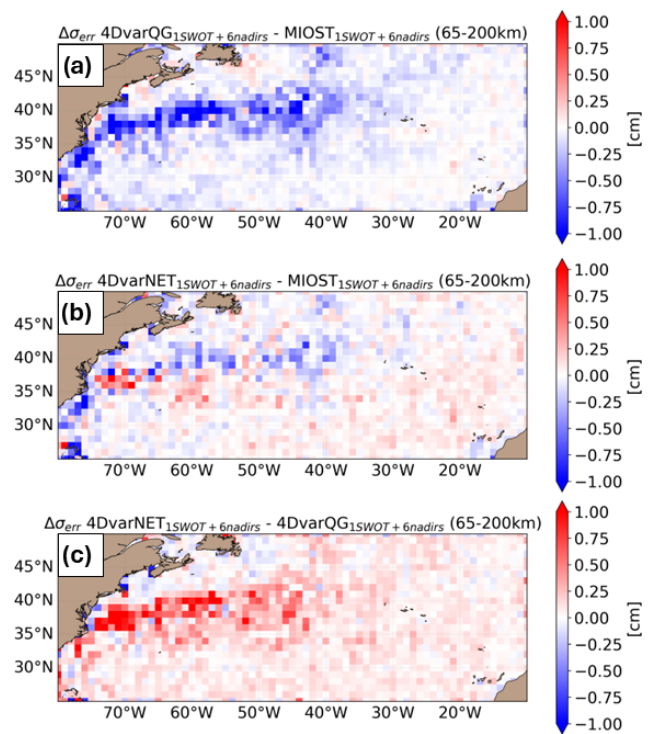 Δσerr 4DvarQG1SWOT+6nadirs - MIOST1SWOT+6nadirs (65-200km)
(a)
45°N
40°N
35°N
30°N
70°W 60°W 50°W 40°W 30°W 20°W
1.00
0.75
0.50
0.25
0.00
−0.25
−0.50
−0.75
−1.00
[cm]
Δσerr 4DvarNET1SWOT+6nadirs - MIOST1SWOT+6nadirs (65-200km)
(b)
45°N
40°N
35°N
30°N
70°W 60°W 50°W 40°W 30°W 20°W
1.00
0.75
0.50
0.25
0.00
−0.25
−0.50
−0.75
−1.00
[cm]
Δσerr 4DvarNET1SWOT+6nadirs - 4DvarQG1SWOT+6nadirs (65-200km)
(c)
45°N
40°N
35°N
30°N
70°W 60°W 50°W 40°W 30°W 20°W
1.00
0.75
0.50
0.25
0.00
−0.25
−0.50
−0.75
−1.00
[cm]